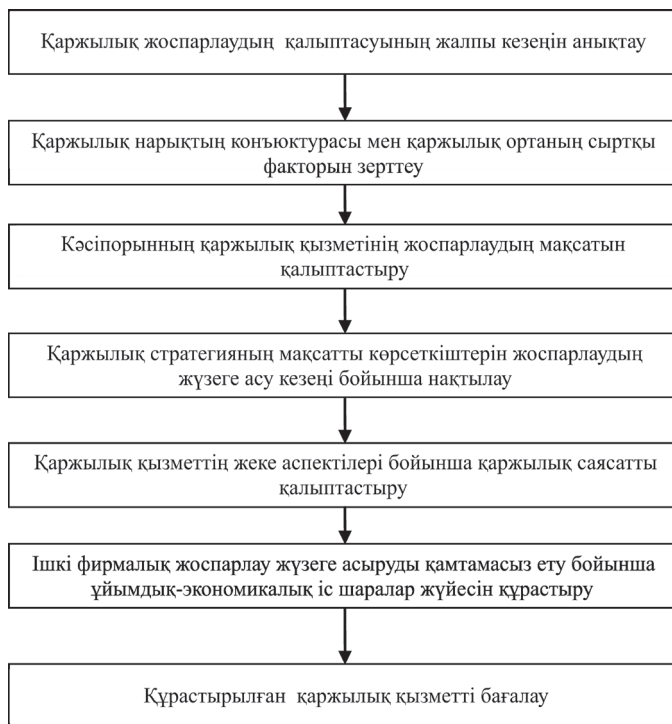 Қаржылық жоспарлаудың қалыптасуының жалпы кезеңін анықтау
Қаржылық нарықтың конъюктурасы мен қаржылық ортаның сыртқы
факторын зерттеу
Кәсіпорынның қаржылық қызметінің жоспарлаудың мақсатын
қалыптастыру
Қаржылық стратегияның мақсатты көрсеткіштерін жоспарлаудың
жүзеге асу кезеңі бойынша нақтылау
Қаржылық қызметтің жеке аспектілері бойынша қаржылық саясатты
қалыптастыру
Ішкі фирмалық жоспарлау жүзеге асыруды қамтамасыз ету бойынша
ұйымдық-экономикалық іс шаралар жүйесін құрастыру
Құрастырылған қаржылық қызметті бағалау